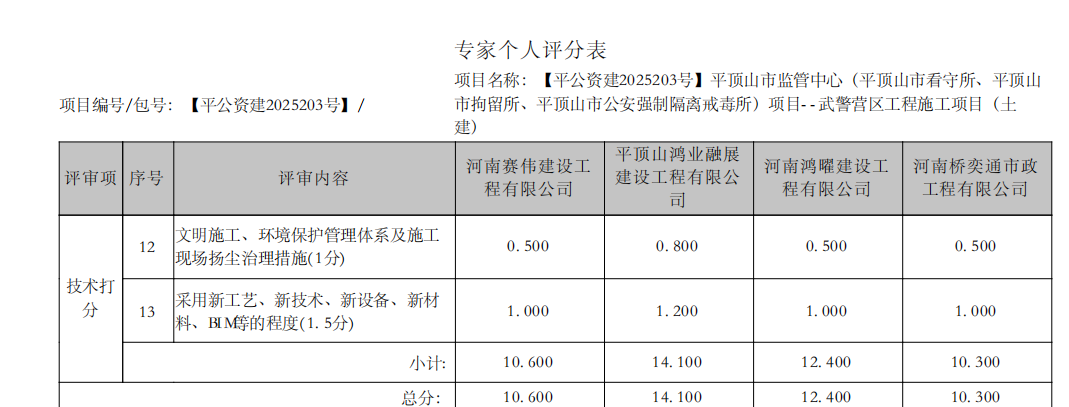 专家个人评分表
项目编号/包号：【平公资建2025203号】/
项目名称：【平公资建2025203号】平顶山市监管中心（平顶山市看守所、平顶山
市拘留所、平顶山市公安强制隔离戒毒所）项目--武警营区工程施工项目（土
建）
评审项 序号 评审内容 河南赛伟建设工
程有限公司 平顶山鸿业融展
建设工程有限公
司 河南鸿曜建设工
程有限公司 河南桥奕通市政
工程有限公司
技术打
分
12 文明施工、环境保护管理体系及施工
现场扬尘治理措施(1分) 0.500 0.800 0.500 0.500
13 采用新工艺、新技术、新设备、新材
料、BIM等的程度(1.5分) 1.000 1.200 1.000 1.000
小计: 10.600 14.100 12.400 10.300
总分: 10.600 14.100 12.400 10.300